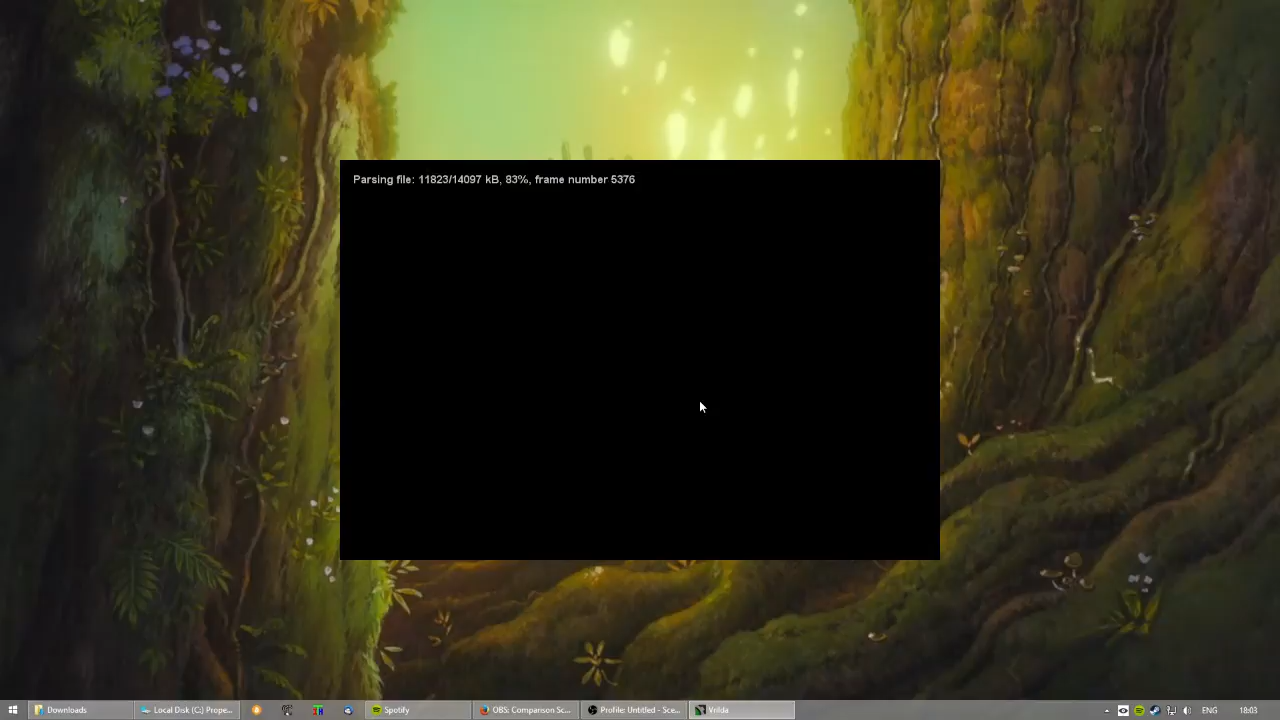 Parsing file: 11823/14097 kB, 83%, frame number 5376
Downloads
Local Disk (C:) Prope...
Spotify
OBS: Comparison Sc...
Profile: Untitled - Sce...
Vrilda
ENG
18:03